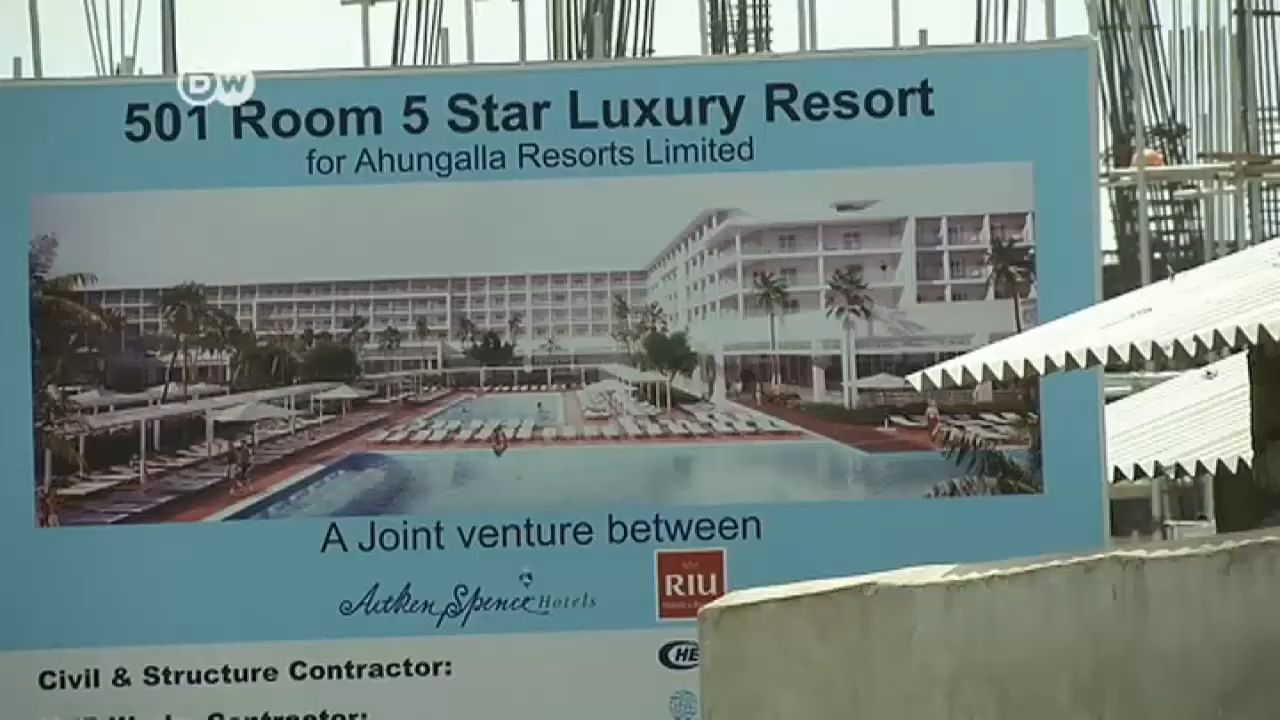 DW
501 Room 5 Star Luxury Resort
for Ahungalla Resorts Limited
A Joint venture between
Aitken Spence Hotels
RIU
Civil & Structure Contractor:
Contractor: